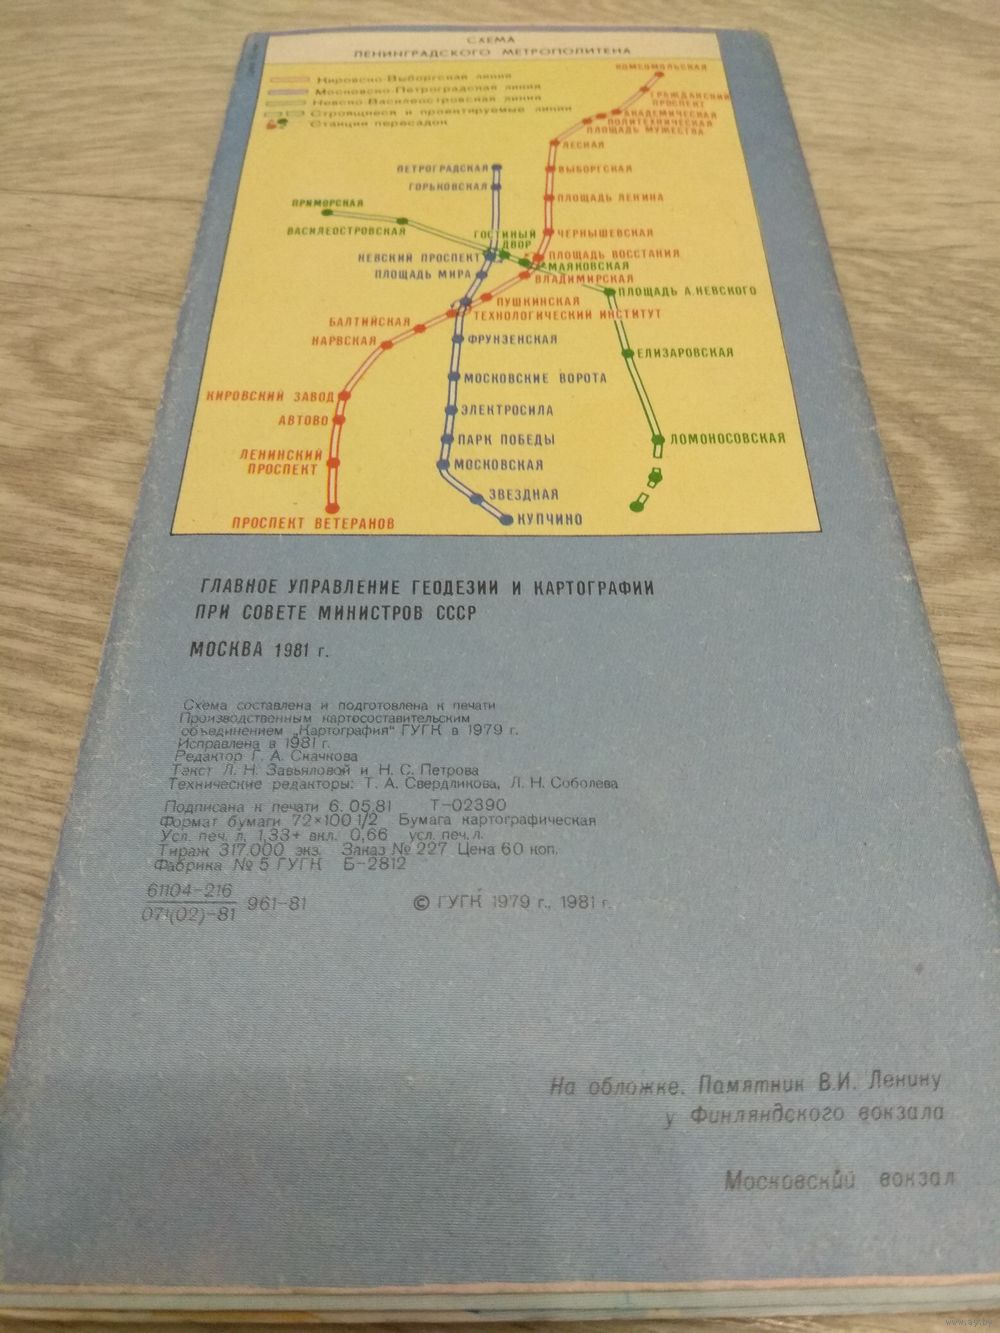 СХЕМА
ЛЕНИНГРАДСКОГО МЕТРОПОЛИТЕНА
Кировско-Выборгская линия
Московско-Петроградская линия
Невско-Василеостровская линия
Строящиеся и проектируемые линии
Станции пересадок
КОМСОМОЛЬСКАЯ
ГРАЖДАНСКИЙ
ПРОСПЕКТ
АКАДЕМИЧЕСКАЯ
ПОЛИТЕХНИЧЕСКАЯ
ПЛОЩАДЬ МУЖЕСТВА
ЛЕСНАЯ
ВЫБОРГСКАЯ
ПЛОЩАДЬ ЛЕНИНА
ЧЕРНЫШЕВСКАЯ
ПЛОЩАДЬ ВОССТАНИЯ
МАЯКОВСКАЯ
ВЛАДИМИРСКАЯ
ПЕТРОГРАДСКАЯ
ГОРЬКОВСКАЯ
ПРИМОРСКАЯ
ВАСИЛЕОСТРОВСКАЯ
ГОСТИНЫЙ
ДВОР
НЕВСКИЙ ПРОСПЕКТ
ПЛОЩАДЬ МИРА
ПЛОЩАДЬ А.НЕВСКОГО
ПУШКИНСКАЯ
ТЕХНОЛОГИЧЕСКИЙ ИНСТИТУТ
БАЛТИЙСКАЯ
НАРВСКАЯ
ФРУНЗЕНСКАЯ
ЕЛИЗАРОВСКАЯ
МОСКОВСКИЕ ВОРОТА
КИРОВСКИЙ ЗАВОД
АВТОВО
ЭЛЕКТРОСИЛА
ПАРК ПОБЕДЫ
ЛОМОНОСОВСКАЯ
ЛЕНИНСКИЙ
ПРОСПЕКТ
МОСКОВСКАЯ
ЗВЕЗДНАЯ
КУПЧИНО
ПРОСПЕКТ ВЕТЕРАНОВ
ГЛАВНОЕ УПРАВЛЕНИЕ ГЕОДЕЗИИ И КАРТОГРАФИИ
ПРИ СОВЕТЕ МИНИСТРОВ СССР
МОСКВА 1981 г.
Схема составлена и подготовлена к печати
Производственным картосоставительским
объединением „Картография" ГУГК в 1979 г.
Исправлена в 1981 г.
Редактор Г. А. Скачкова
Текст Л. Н. Завьяловой и Н. С. Петрова
Технические редакторы: Т. А. Свердликова, Л. Н. Соболева
Подписана к печати 6. 05.81 Т-02390
Формат бумаги 72×100 1/2 Бумага картографическая
Усл. печ. л. 1,33+ вкл. 0,66 усл. печ. л.
Тираж 317.000 экз. Заказ № 227 Цена 60 коп.
Фабрика № 5 ГУГК Б-2812
61104-216
071(02)-81 961-81
© ГУГК 1979 г., 1981 г.
На обложке. Памятник В.И. Ленину
у Финляндского вокзала
Московский вокзал
www.ay.by